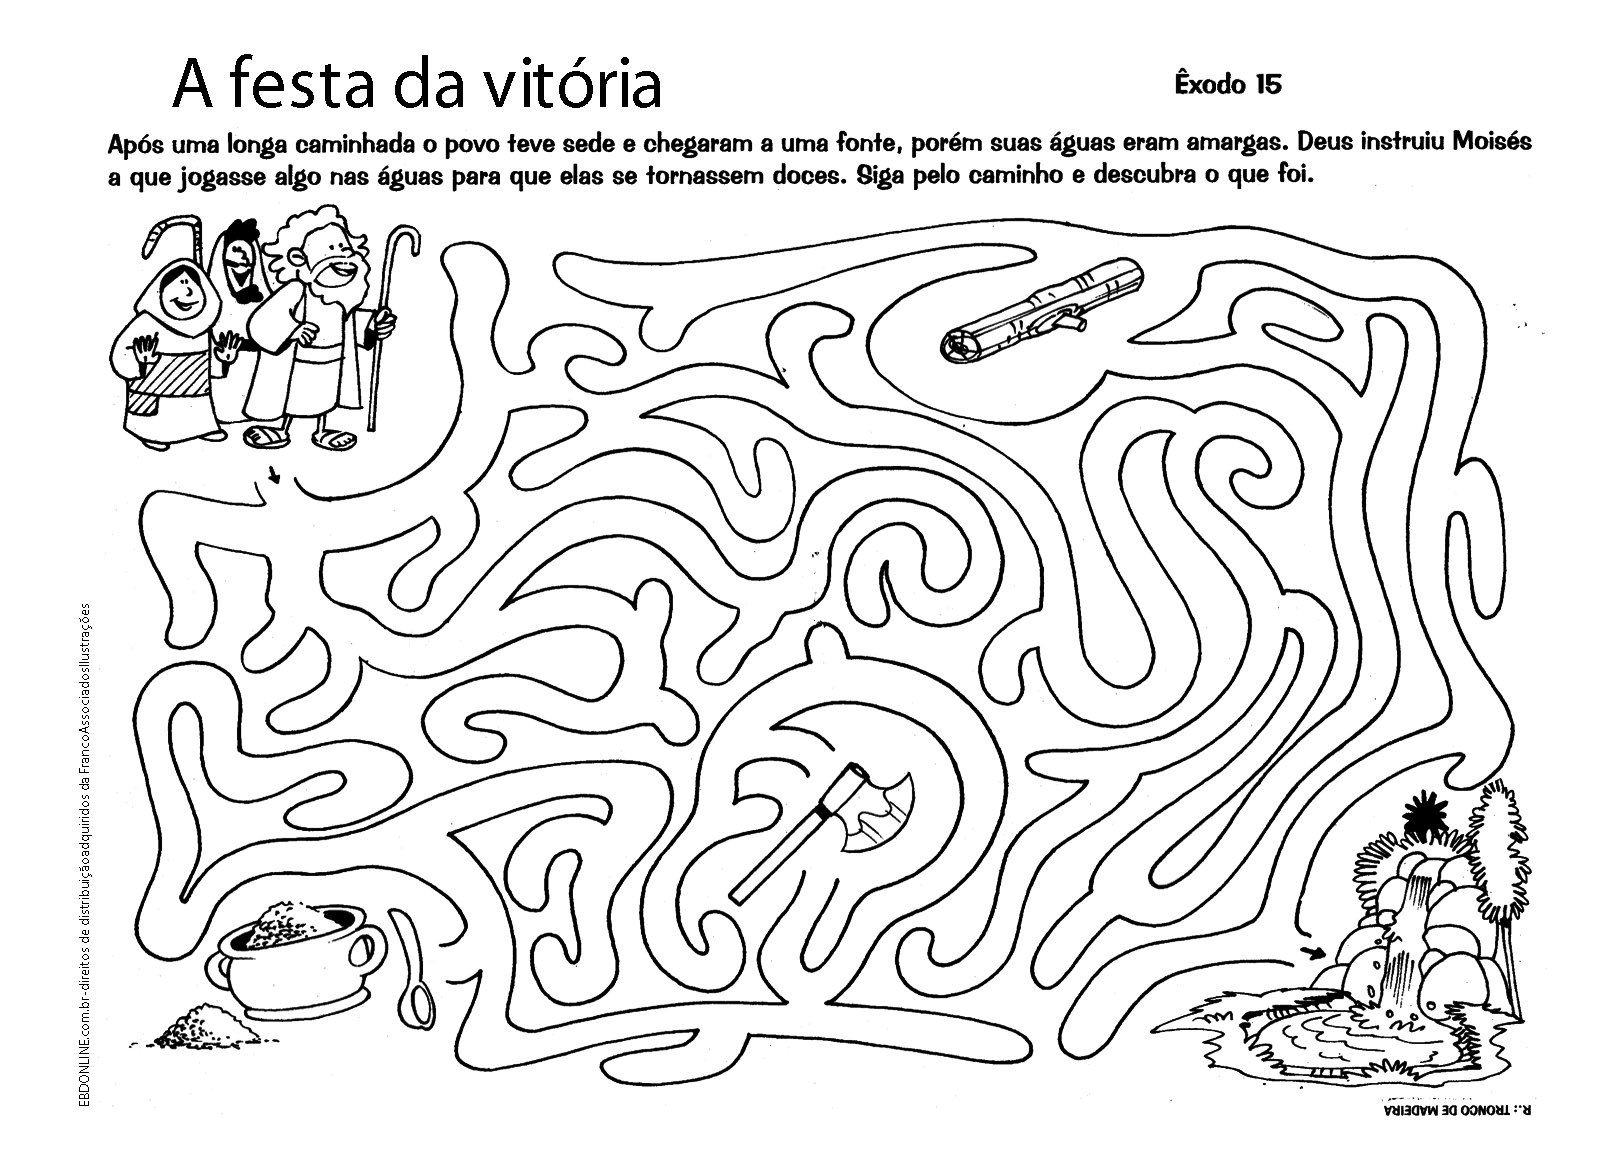 A festa da vitória
Êxodo 15
Após uma longa caminhada o povo teve sede e chegaram a uma fonte, porém suas águas eram amargas. Deus instruiu Moisés
a que jogasse algo nas águas para que elas se tornassem doces. Siga pelo caminho e descubra o que foi.
EBDONLINE.com.br-direitos de distribuiçãoadquiridos da FrancoAssociadosIlustrações
R.: TRONCO DE MADEIRA